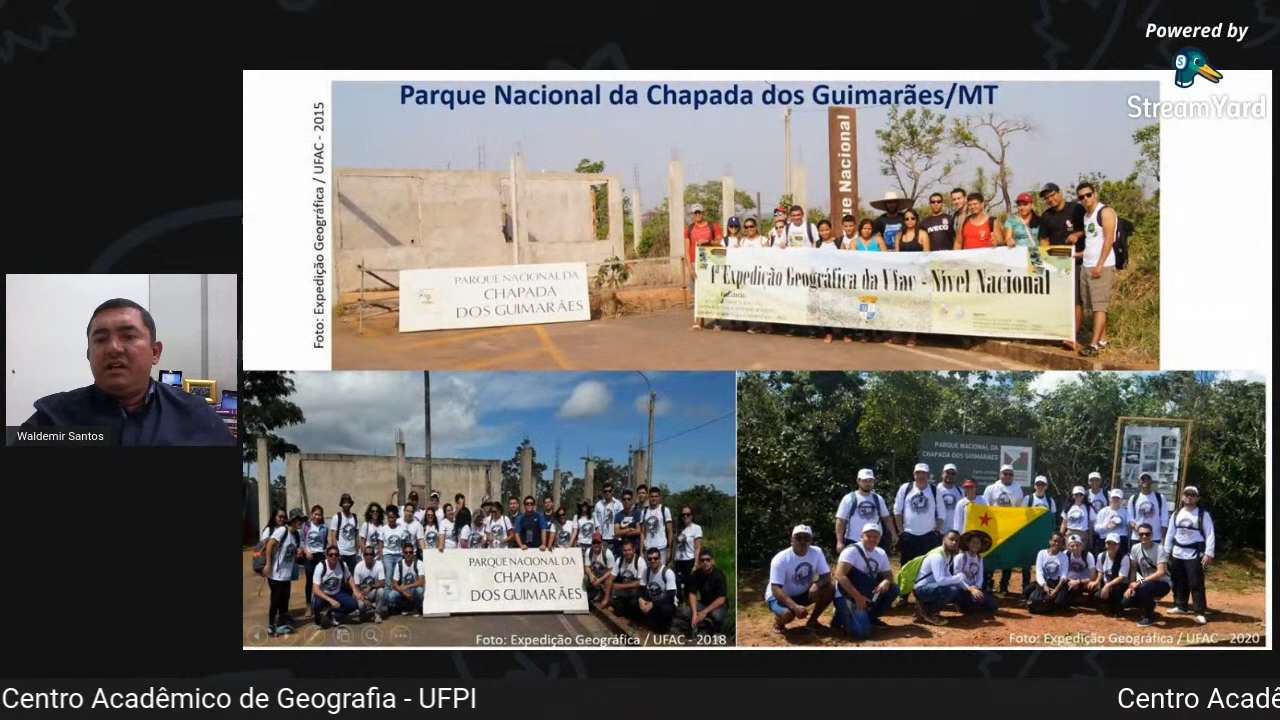 Powered by
StreamYard
Parque Nacional da Chapada dos Guimarães/MT
Foto: Expedição Geográfica / UFAC - 2015
ue Nacional
PARQUE NACIONAL DA
CHAPADA
DOS GUIMARÃES
1ª Expedição Geográfica da Ufac - Nível Nacional
Waldemir Santos
PARQUE NACIONAL DA
CHAPADA
DOS GUIMARÃES
Foto: Expedição Geográfica / UFAC - 2018
PARQUE NACIONAL DA
CHAPADA DOS GUIMARÃES
Foto: Expedição Geográfica / UFAC - 2020
Centro Acadêmico de Geografia - UFPI
Centro Acadê